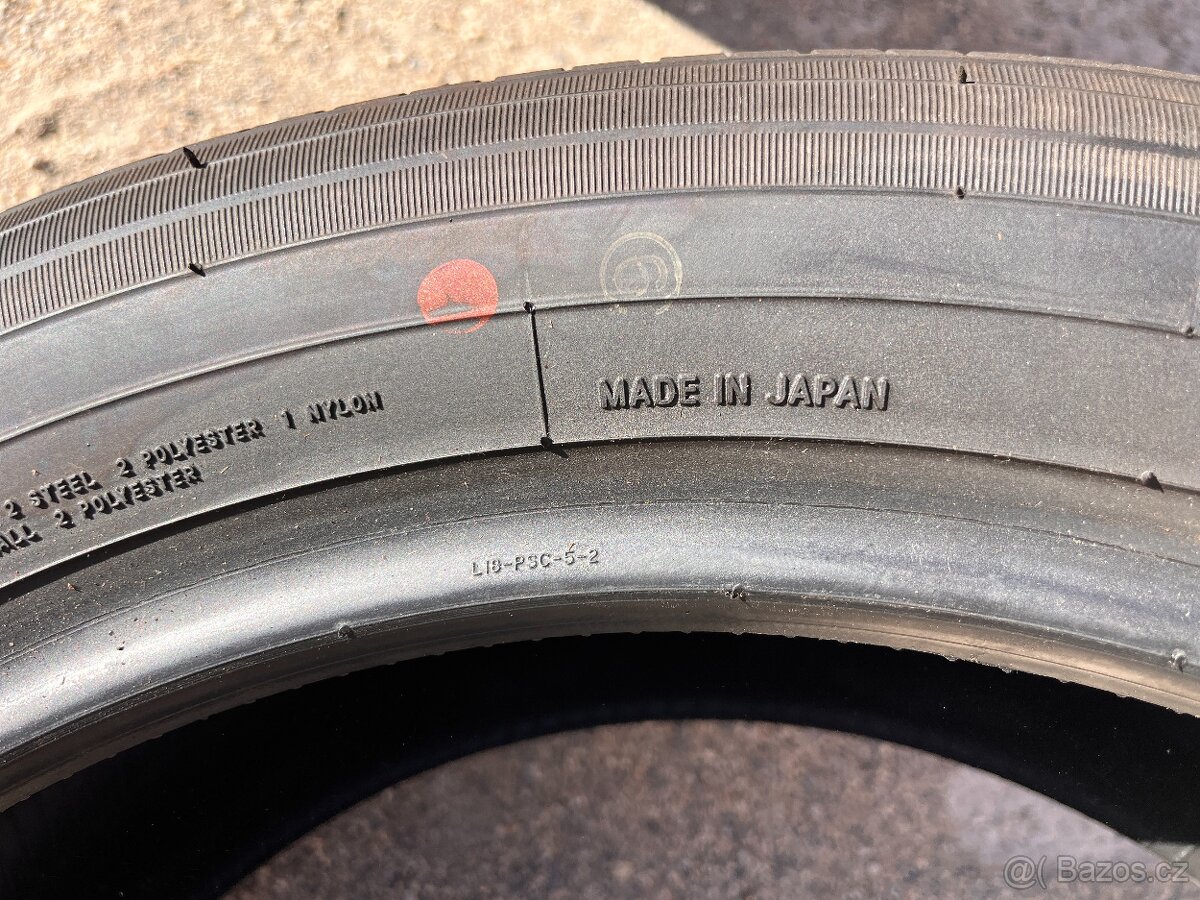 MADE IN JAPAN
2 STEEL 2 POLYESTER 1 NYLON
ALL 2 POLYESTER
L18-PSC-5-2
@( Bazos.cz